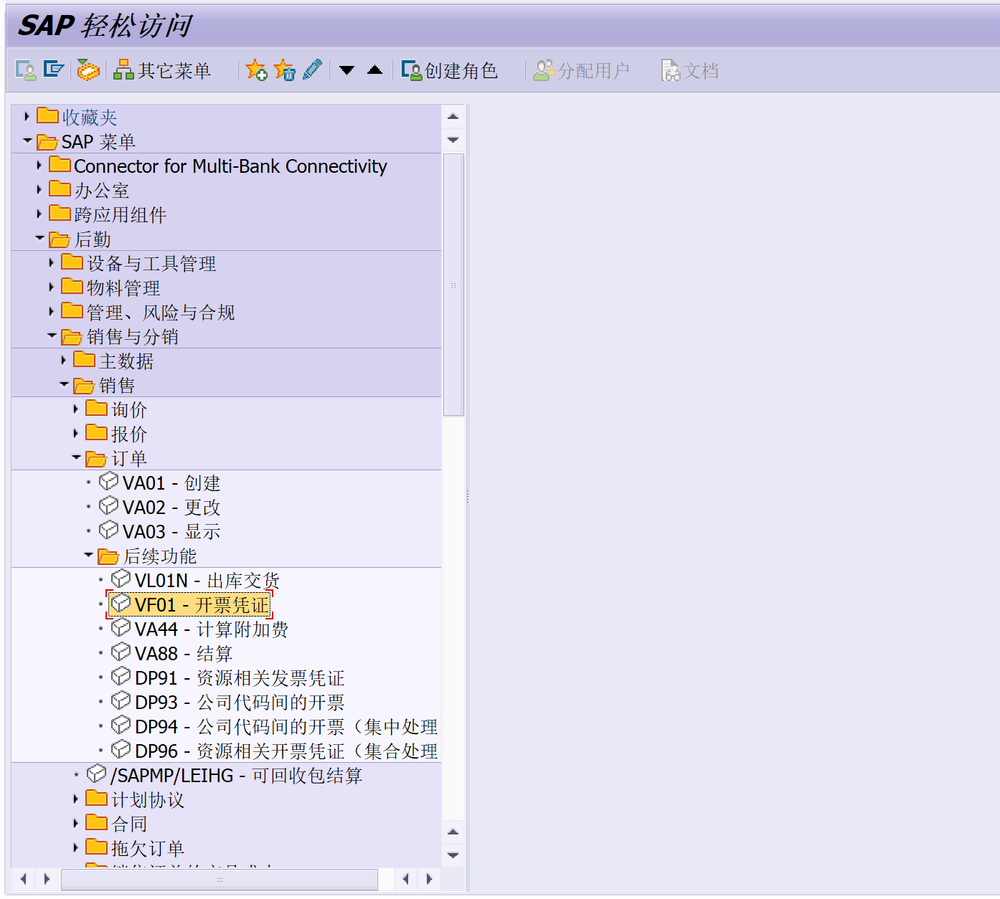 SAP 轻松访问
其它菜单 创建角色 分配用户 文档
收藏夹
SAP 菜单
Connector for Multi-Bank Connectivity
办公室
跨应用组件
后勤
设备与工具管理
物料管理
管理、风险与合规
销售与分销
主数据
销售
询价
报价
订单
VA01 - 创建
VA02 - 更改
VA03 - 显示
后续功能
VL01N - 出库交货
VF01 - 开票凭证
VA44 - 计算附加费
VA88 - 结算
DP91 - 资源相关发票凭证
DP93 - 公司代码间的开票
DP94 - 公司代码间的开票（集中处理
DP96 - 资源相关开票凭证（集合处理
/SAPMP/LEIHG - 可回收包结算
计划协议
合同
拖欠订单